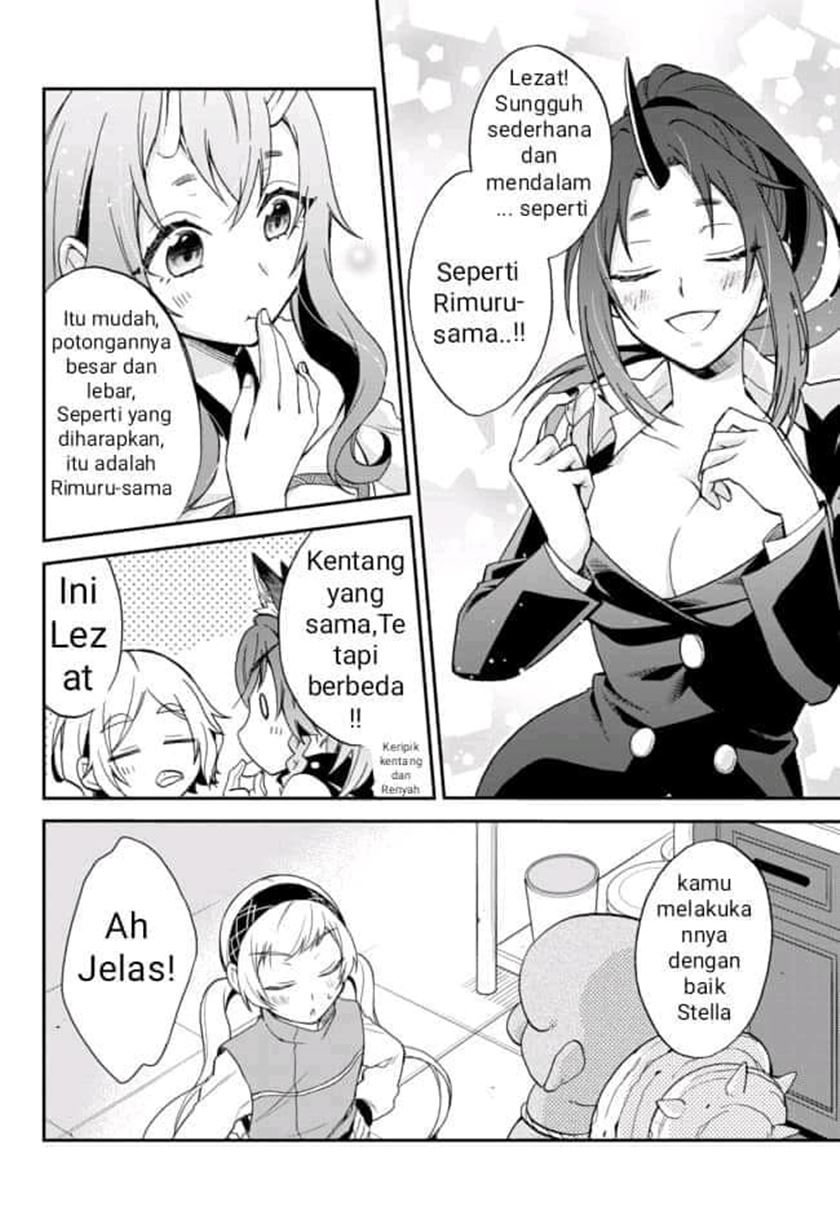 Lezat!
Sungguh
sederhana
dan
mendalam
... seperti
Seperti
Rimuru-
sama..!!
Itu mudah,
potongannya
besar dan
lebar,
Seperti yang
diharapkan,
itu adalah
Rimuru-sama
Kentang
yang
sama,Te
tapi
berbeda
!!
Keripik
kentang
dan
Renyah
Ini
Lez
at
kamu
melakuka
nnya
dengan
baik
Stella
Ah
Jelas!